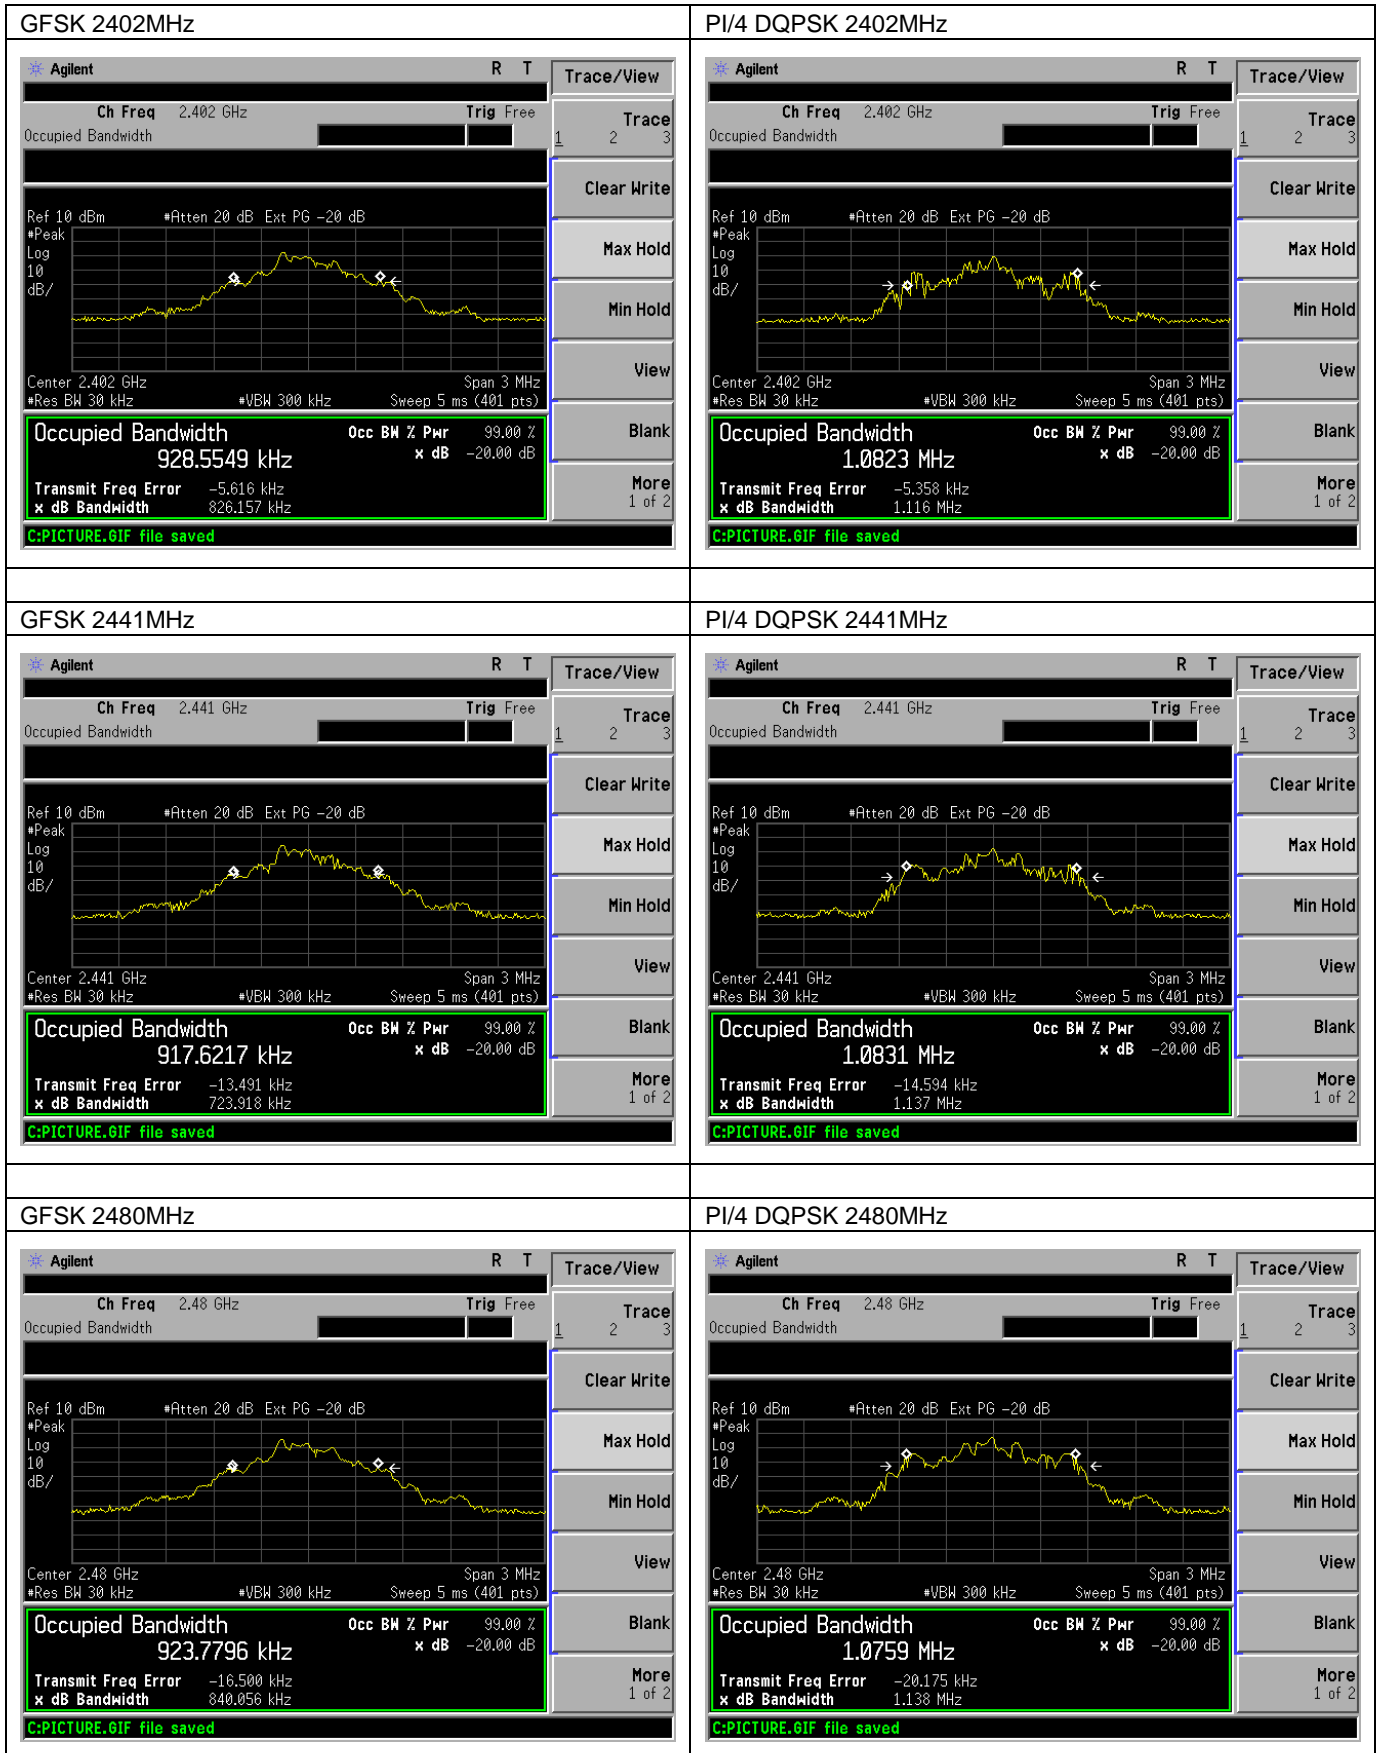 GFSK 2402MHz
PI/4 DQPSK 2402MHz
Agilent R T Trace/View
Ch Freq 2.402 GHz Trig Free
Occupied Bandwidth
Trace
1 2 3
Clear Write
Max Hold
Min Hold
View
Blank
More
1 of 2
Ref 10 dBm #Atten 20 dB Ext PG -20 dB
#Peak
Log
10
dB/
Center 2.402 GHz Span 3 MHz
#Res BW 30 kHz #VBW 300 kHz Sweep 5 ms (401 pts)
Occupied Bandwidth Occ BW % Pwr 99.00 %
928.5549 kHz x dB -20.00 dB
Transmit Freq Error -5.616 kHz
x dB Bandwidth 826.157 kHz
C:PICTURE.GIF file saved
Agilent R T Trace/View
Ch Freq 2.402 GHz Trig Free
Occupied Bandwidth
Trace
1 2 3
Clear Write
Max Hold
Min Hold
View
Blank
More
1 of 2
Ref 10 dBm #Atten 20 dB Ext PG -20 dB
#Peak
Log
10
dB/
Center 2.402 GHz Span 3 MHz
#Res BW 30 kHz #VBW 300 kHz Sweep 5 ms (401 pts)
Occupied Bandwidth Occ BW % Pwr 99.00 %
1.0823 MHz x dB -20.00 dB
Transmit Freq Error -5.358 kHz
x dB Bandwidth 1.116 MHz
C:PICTURE.GIF file saved
GFSK 2441MHz
PI/4 DQPSK 2441MHz
Agilent R T Trace/View
Ch Freq 2.441 GHz Trig Free
Occupied Bandwidth
Trace
1 2 3
Clear Write
Max Hold
Min Hold
View
Blank
More
1 of 2
Ref 10 dBm #Atten 20 dB Ext PG -20 dB
#Peak
Log
10
dB/
Center 2.441 GHz Span 3 MHz
#Res BW 30 kHz #VBW 300 kHz Sweep 5 ms (401 pts)
Occupied Bandwidth Occ BW % Pwr 99.00 %
917.6217 kHz x dB -20.00 dB
Transmit Freq Error -13.491 kHz
x dB Bandwidth 723.918 kHz
C:PICTURE.GIF file saved
Agilent R T Trace/View
Ch Freq 2.441 GHz Trig Free
Occupied Bandwidth
Trace
1 2 3
Clear Write
Max Hold
Min Hold
View
Blank
More
1 of 2
Ref 10 dBm #Atten 20 dB Ext PG -20 dB
#Peak
Log
10
dB/
Center 2.441 GHz Span 3 MHz
#Res BW 30 kHz #VBW 300 kHz Sweep 5 ms (401 pts)
Occupied Bandwidth Occ BW % Pwr 99.00 %
1.0831 MHz x dB -20.00 dB
Transmit Freq Error -14.594 kHz
x dB Bandwidth 1.137 MHz
C:PICTURE.GIF file saved
GFSK 2480MHz
PI/4 DQPSK 2480MHz
Agilent R T Trace/View
Ch Freq 2.48 GHz Trig Free
Occupied Bandwidth
Trace
1 2 3
Clear Write
Max Hold
Min Hold
View
Blank
More
1 of 2
Ref 10 dBm #Atten 20 dB Ext PG -20 dB
#Peak
Log
10
dB/
Center 2.48 GHz Span 3 MHz
#Res BW 30 kHz #VBW 300 kHz Sweep 5 ms (401 pts)
Occupied Bandwidth Occ BW % Pwr 99.00 %
923.7796 kHz x dB -20.00 dB
Transmit Freq Error -16.500 kHz
x dB Bandwidth 840.056 kHz
C:PICTURE.GIF file saved
Agilent R T Trace/View
Ch Freq 2.48 GHz Trig Free
Occupied Bandwidth
Trace
1 2 3
Clear Write
Max Hold
Min Hold
View
Blank
More
1 of 2
Ref 10 dBm #Atten 20 dB Ext PG -20 dB
#Peak
Log
10
dB/
Center 2.48 GHz Span 3 MHz
#Res BW 30 kHz #VBW 300 kHz Sweep 5 ms (401 pts)
Occupied Bandwidth Occ BW % Pwr 99.00 %
1.0759 MHz x dB -20.00 dB
Transmit Freq Error -20.175 kHz
x dB Bandwidth 1.138 MHz
C:PICTURE.GIF file saved